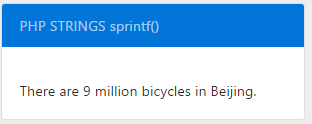 PHP STRINGS sprintf()
There are 9 million bicycles in Beijing.